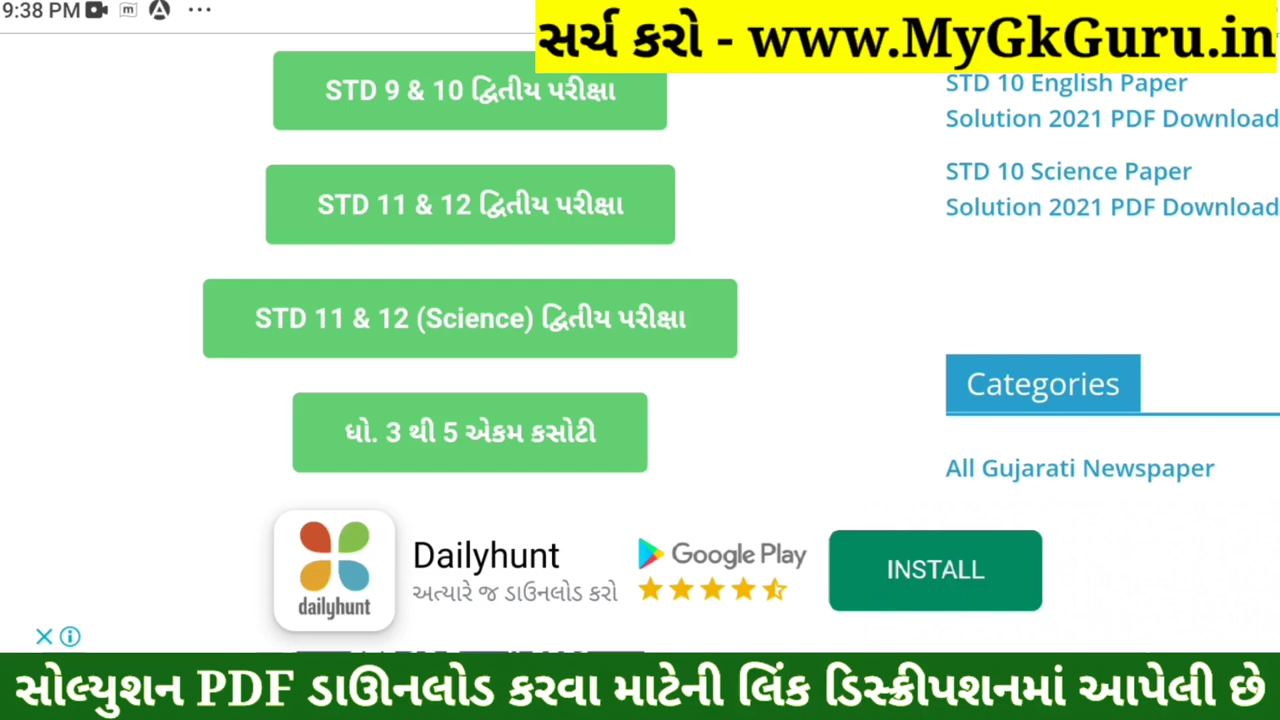 9:38 PM
સર્ચ કરો - www.MyGkGuru.in
STD 9 & 10 દ્વિતીય પરીક્ષા
STD 11 & 12 દ્વિતીય પરીક્ષા
STD 11 & 12 (Science) દ્વિતીય પરીક્ષા
ધો. 3 થી 5 એકમ કસોટી
STD 10 English Paper
Solution 2021 PDF Download
STD 10 Science Paper
Solution 2021 PDF Download
Categories
All Gujarati Newspaper
dailyhunt
Dailyhunt
અત્યારે જ ડાઉનલોડ કરો
Google Play
INSTALL
સોલ્યુશન PDF ડાઊનલોડ કરવા માટેની લિંક ડિસ્ક્રીપશનમાં આપેલી છે